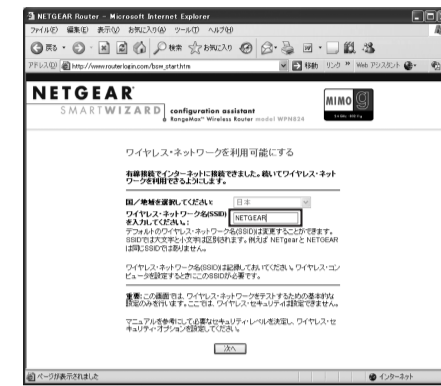 NETGEAR Router - Microsoft Internet Explorer
ファイル(F) 編集(E) 表示(V) お気に入り(A) ツール(T) ヘルプ(H)
戻る 検索 お気に入り
アドレス(D) http://www.routerlogin.com/bsw_start.htm 移動 リンク » Web アシスタント
NETGEAR
SMARTWIZARD configuration assistant
RangeMax™ Wireless Router model WPN824
MIMO G
ワイヤレス・ネットワークを利用可能にする
有線接続でインターネットに接続できました。続いてワイヤレス・ネット
ワークを利用できるようにします。
国/地域を選択してください: 日本
ワイヤレス・ネットワーク名(SSID) NETGEAR
を入力してください。:
デフォルトのワイヤレス・ネットワーク名(SSID)は変更することができます。
SSIDでは大文字と小文字は区別されます。例えば NETgear と NETGEAR
は同じSSIDではありません。
ワイヤレス・ネットワーク名(SSID)は記録しておいてください。ワイヤレス・コン
ピュータを設定するときにこのSSIDが必要です。
重要:この画面では、ワイヤレス・ネットワークをテストするための基本的な
設定のみを行います。ここでは、ワイヤレス・セキュリティは設定できません。
マニュアルを参考にして必要なセキュリティ・レベルを決定し、ワイヤレス・セ
キュリティ・オプションを設定してください。
次へ
ページが表示されました インターネット